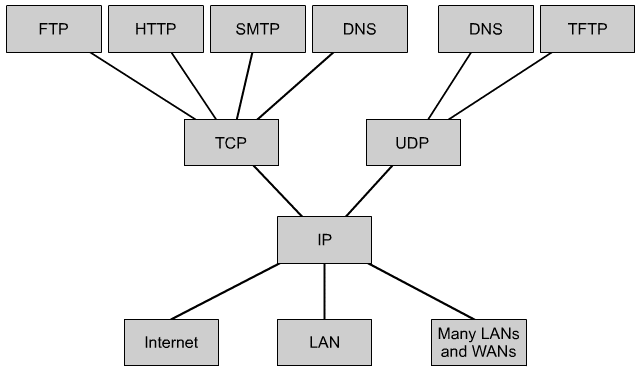 FTP
HTTP
SMTP
DNS
DNS
TFTP
TCP
UDP
IP
Internet
LAN
Many LANs
and WANs